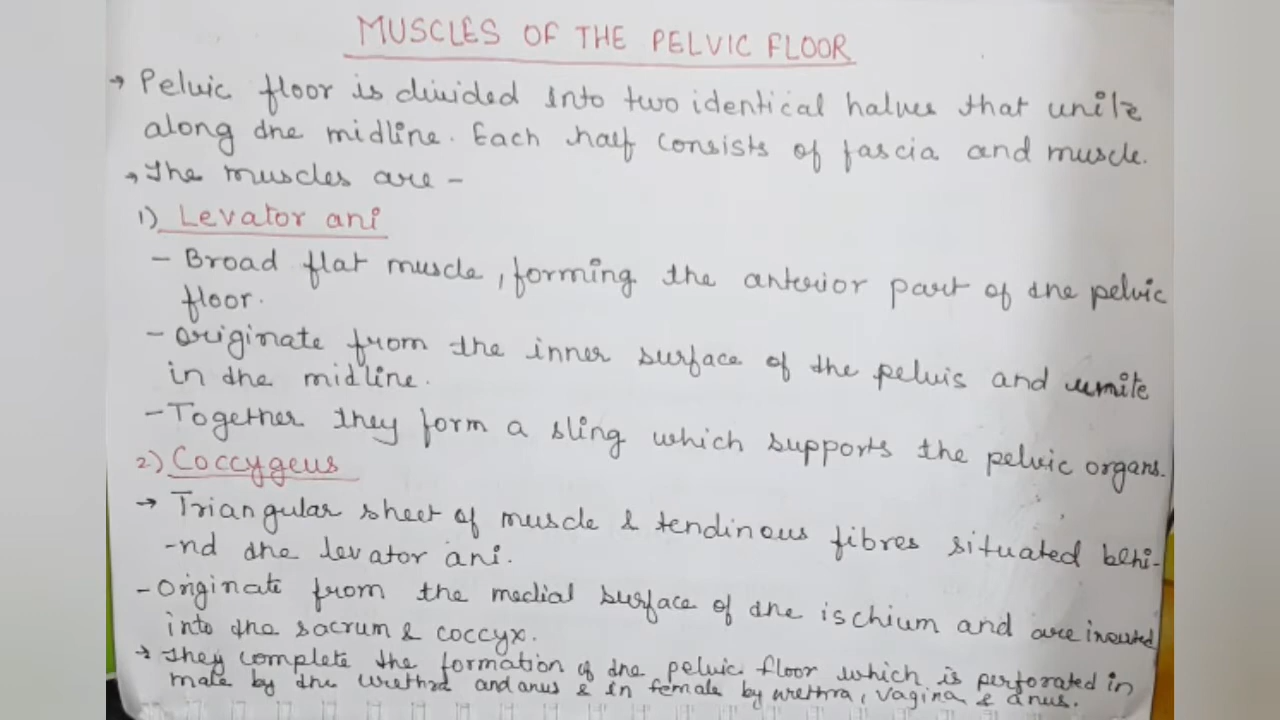 MUSCLES OF THE PELVIC FLOOR
→ Pelvic floor is divided into two identical halves that unite
along the midline. Each half consists of fascia and muscle.
→ The muscles are -
1) Levator ani
- Broad flat muscle, forming the anterior part of the pelvic
floor.
- Originate from the inner surface of the pelvis and unite
in the midline.
- Together they form a sling which supports the pelvic organs.
2) Coccygeus
→ Triangular sheet of muscle & tendinous fibres situated behi-
-nd the levator ani.
- Originate from the medial surface of the ischium and are inserted
into the sacrum & coccyx.
→ They complete the formation of the pelvic floor which is perforated in
male by the urethra and anus & in female by urethra, vagina & anus.